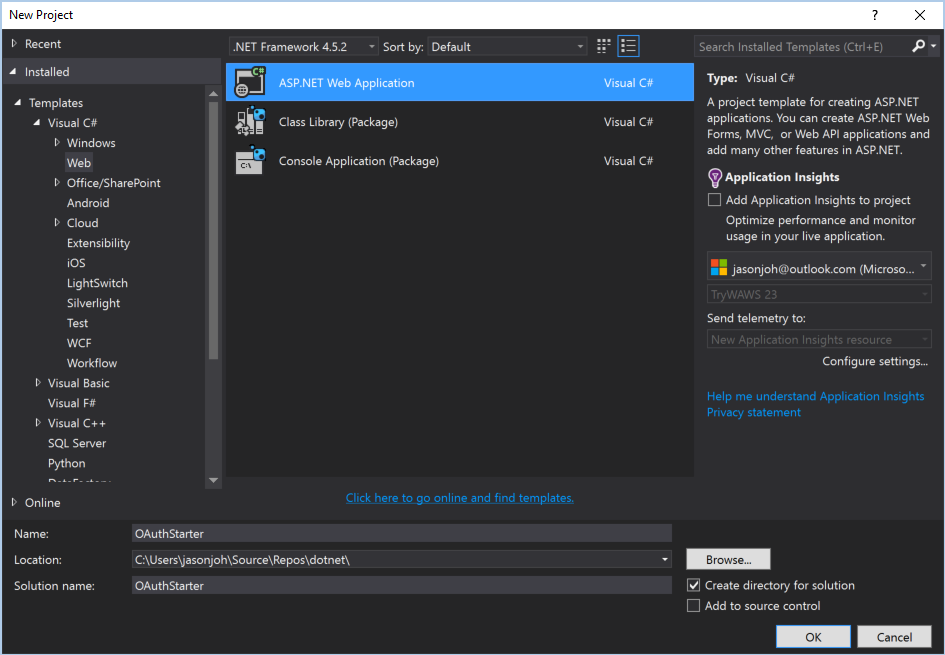 New Project
?
Recent
Installed
Templates
Visual C#
Windows
Web
Office/SharePoint
Android
Cloud
Extensibility
iOS
LightSwitch
Silverlight
Test
WCF
Workflow
Visual Basic
Visual F#
Visual C++
SQL Server
Python
Online
.NET Framework 4.5.2
Sort by: Default
ASP.NET Web Application Visual C#
Class Library (Package) Visual C#
Console Application (Package) Visual C#
Click here to go online and find templates.
Search Installed Templates (Ctrl+E)
Type: Visual C#
A project template for creating ASP.NET
applications. You can create ASP.NET Web
Forms, MVC, or Web API applications and
add many other features in ASP.NET.
Application Insights
Add Application Insights to project
Optimize performance and monitor
usage in your live application.
jasonjoh@outlook.com (Microso...
TryWAWS 23
Send telemetry to:
New Application Insights resource
Configure settings...
Help me understand Application Insights
Privacy statement
Name: OAuthStarter
Location: C:\Users\jasonjoh\Source\Repos\dotnet\
Browse...
Solution name: OAuthStarter
Create directory for solution
Add to source control
OK
Cancel